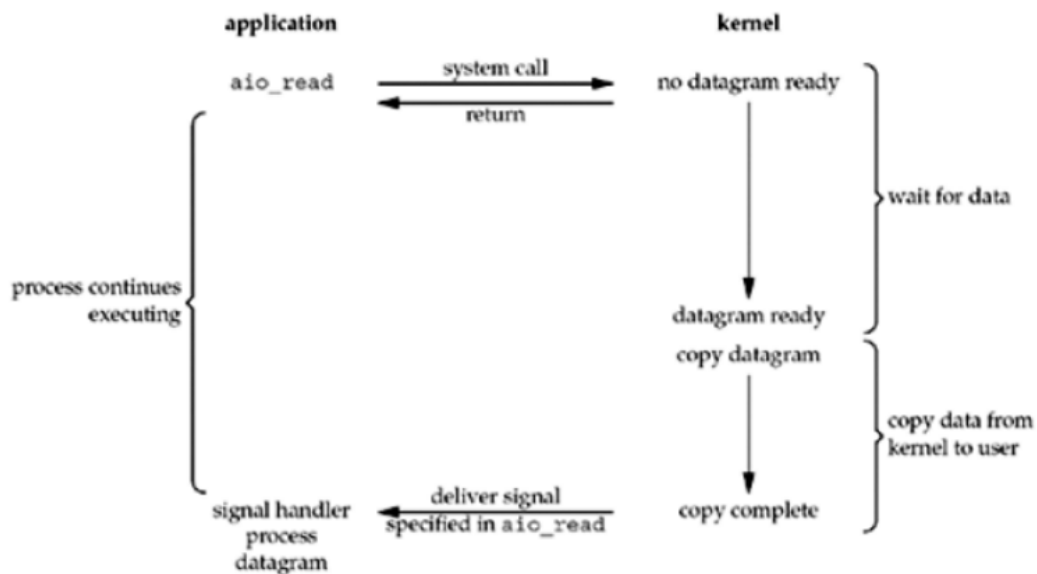 application
kernel
aio_read
system call
no datagram ready
return
wait for data
process continues
executing
datagram ready
copy datagram
copy data from
kernel to user
signal handler
process
datagram
deliver signal
specified in aio_read
copy complete